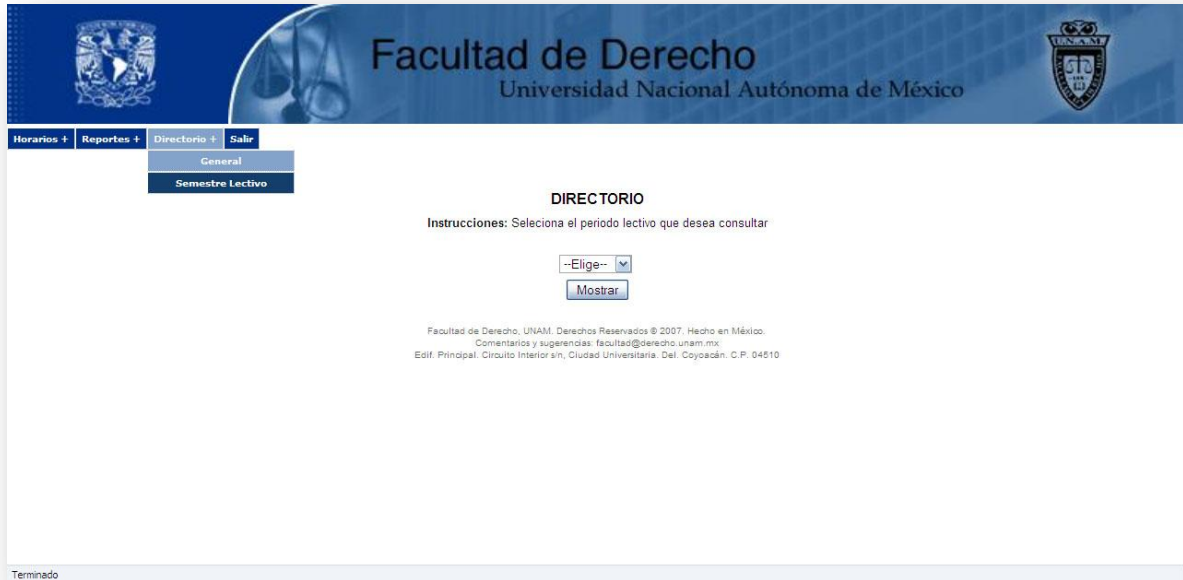 Facultad de Derecho
Universidad Nacional Autónoma de México
U.N.A.M.
Horarios + Reportes + Directorio + Salir
General
Semestre Lectivo
DIRECTORIO
Instrucciones: Seleciona el periodo lectivo que desea consultar
--Elige--
Mostrar
Facultad de Derecho, UNAM. Derechos Reservados © 2007. Hecho en México.
Comentarios y sugerencias: facultad@derecho.unam.mx
Edif. Principal. Circuito Interior s/n, Ciudad Universitaria. Del. Coyoacán. C.P. 04510
Terminado